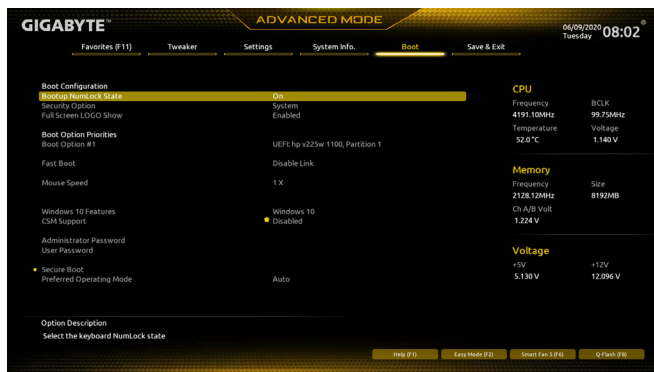 GIGABYTE™
ADVANCED MODE
06/09/2020
Tuesday
08:02
Favorites (F11) Tweaker Settings System Info. Boot Save & Exit
Boot Configuration
Bootup NumLock State On
Security Option System
Full Screen LOGO Show Enabled
Boot Option Priorities
Boot Option #1 UEFI: hp v225w 1100, Partition 1
Fast Boot Disable Link
Mouse Speed 1 X
Windows 10 Features Windows 10
CSM Support Disabled
Administrator Password
User Password
Secure Boot
Preferred Operating Mode Auto
CPU
Frequency BCLK
4191.10MHz 99.75MHz
Temperature Voltage
52.0 °C 1.140 V
Memory
Frequency Size
2128.12MHz 8192MB
Ch A/B Volt
1.224 V
Voltage
+5V +12V
5.130 V 12.096 V
Option Description
Select the keyboard NumLock state
Help (F1) Easy Mode (F2) Smart Fan 5 (F6) Q-Flash (F8)